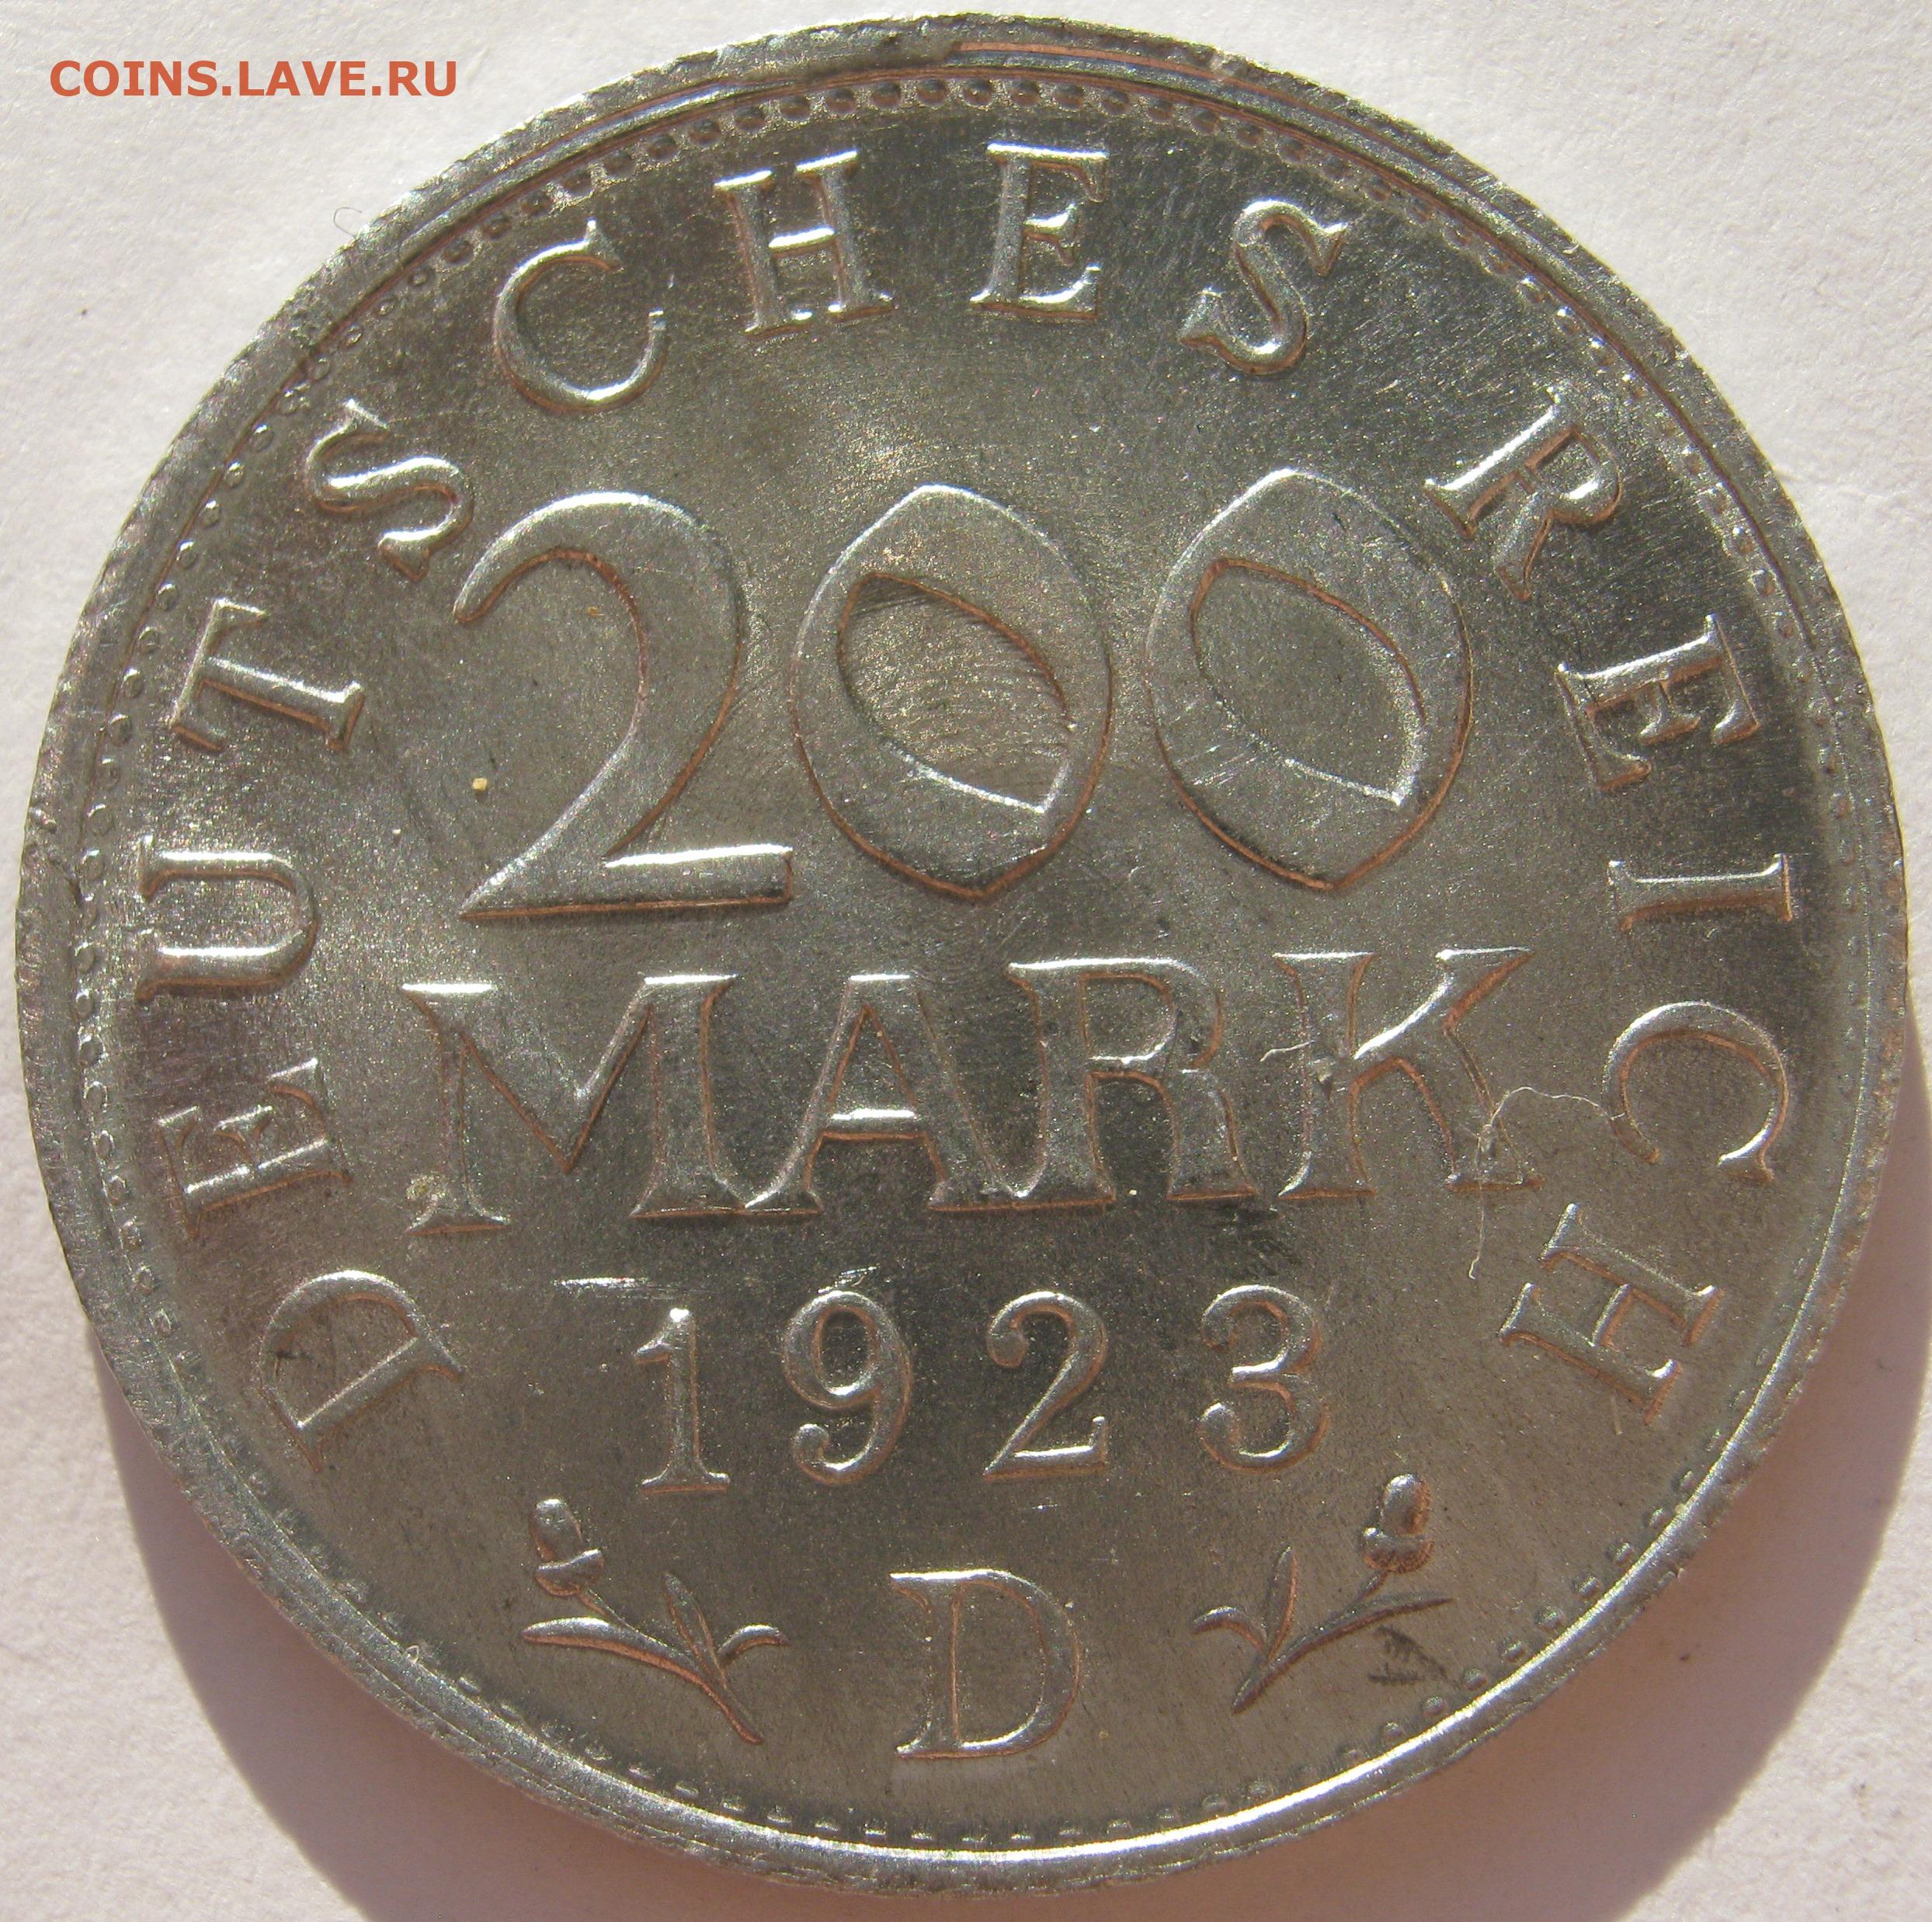 COINS.LAVE.RU
DEUTSCHES REICH
200
MARK
1923
D